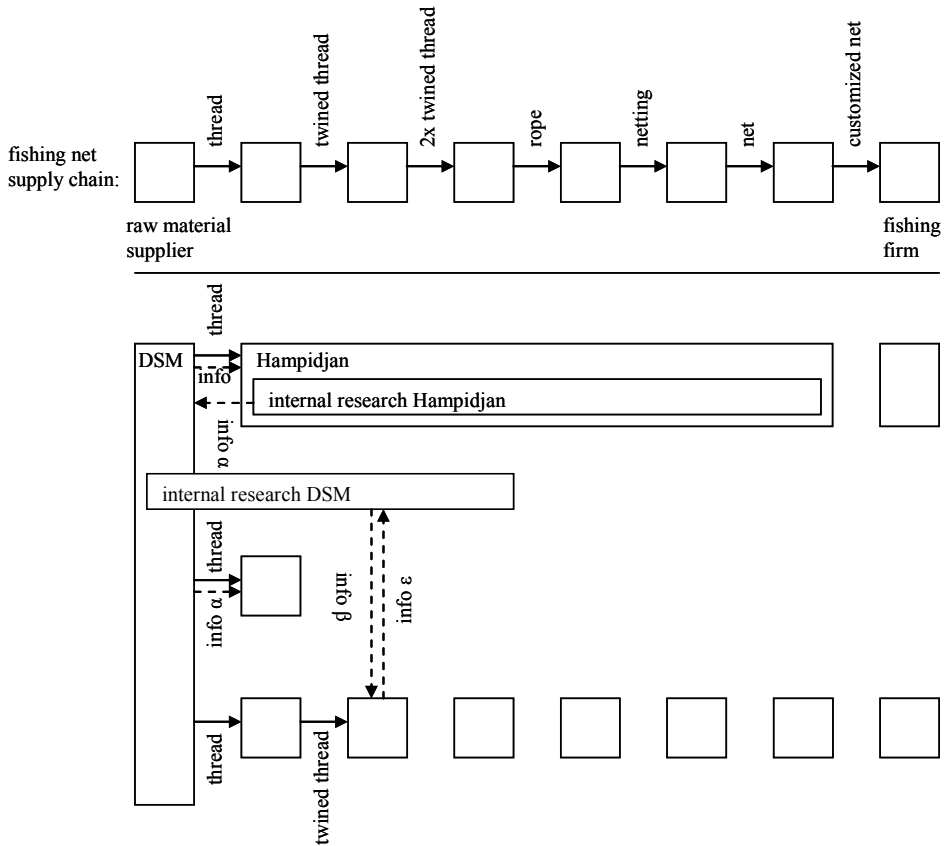 thread
twined thread
2x twined thread
rope
netting
net
customized net
fishing net
supply chain:
raw material
supplier
fishing
firm
thread
DSM
info
Hampidjan
internal research Hampidjan
info α
internal research DSM
thread
info α
info β
info ε
thread
twined thread